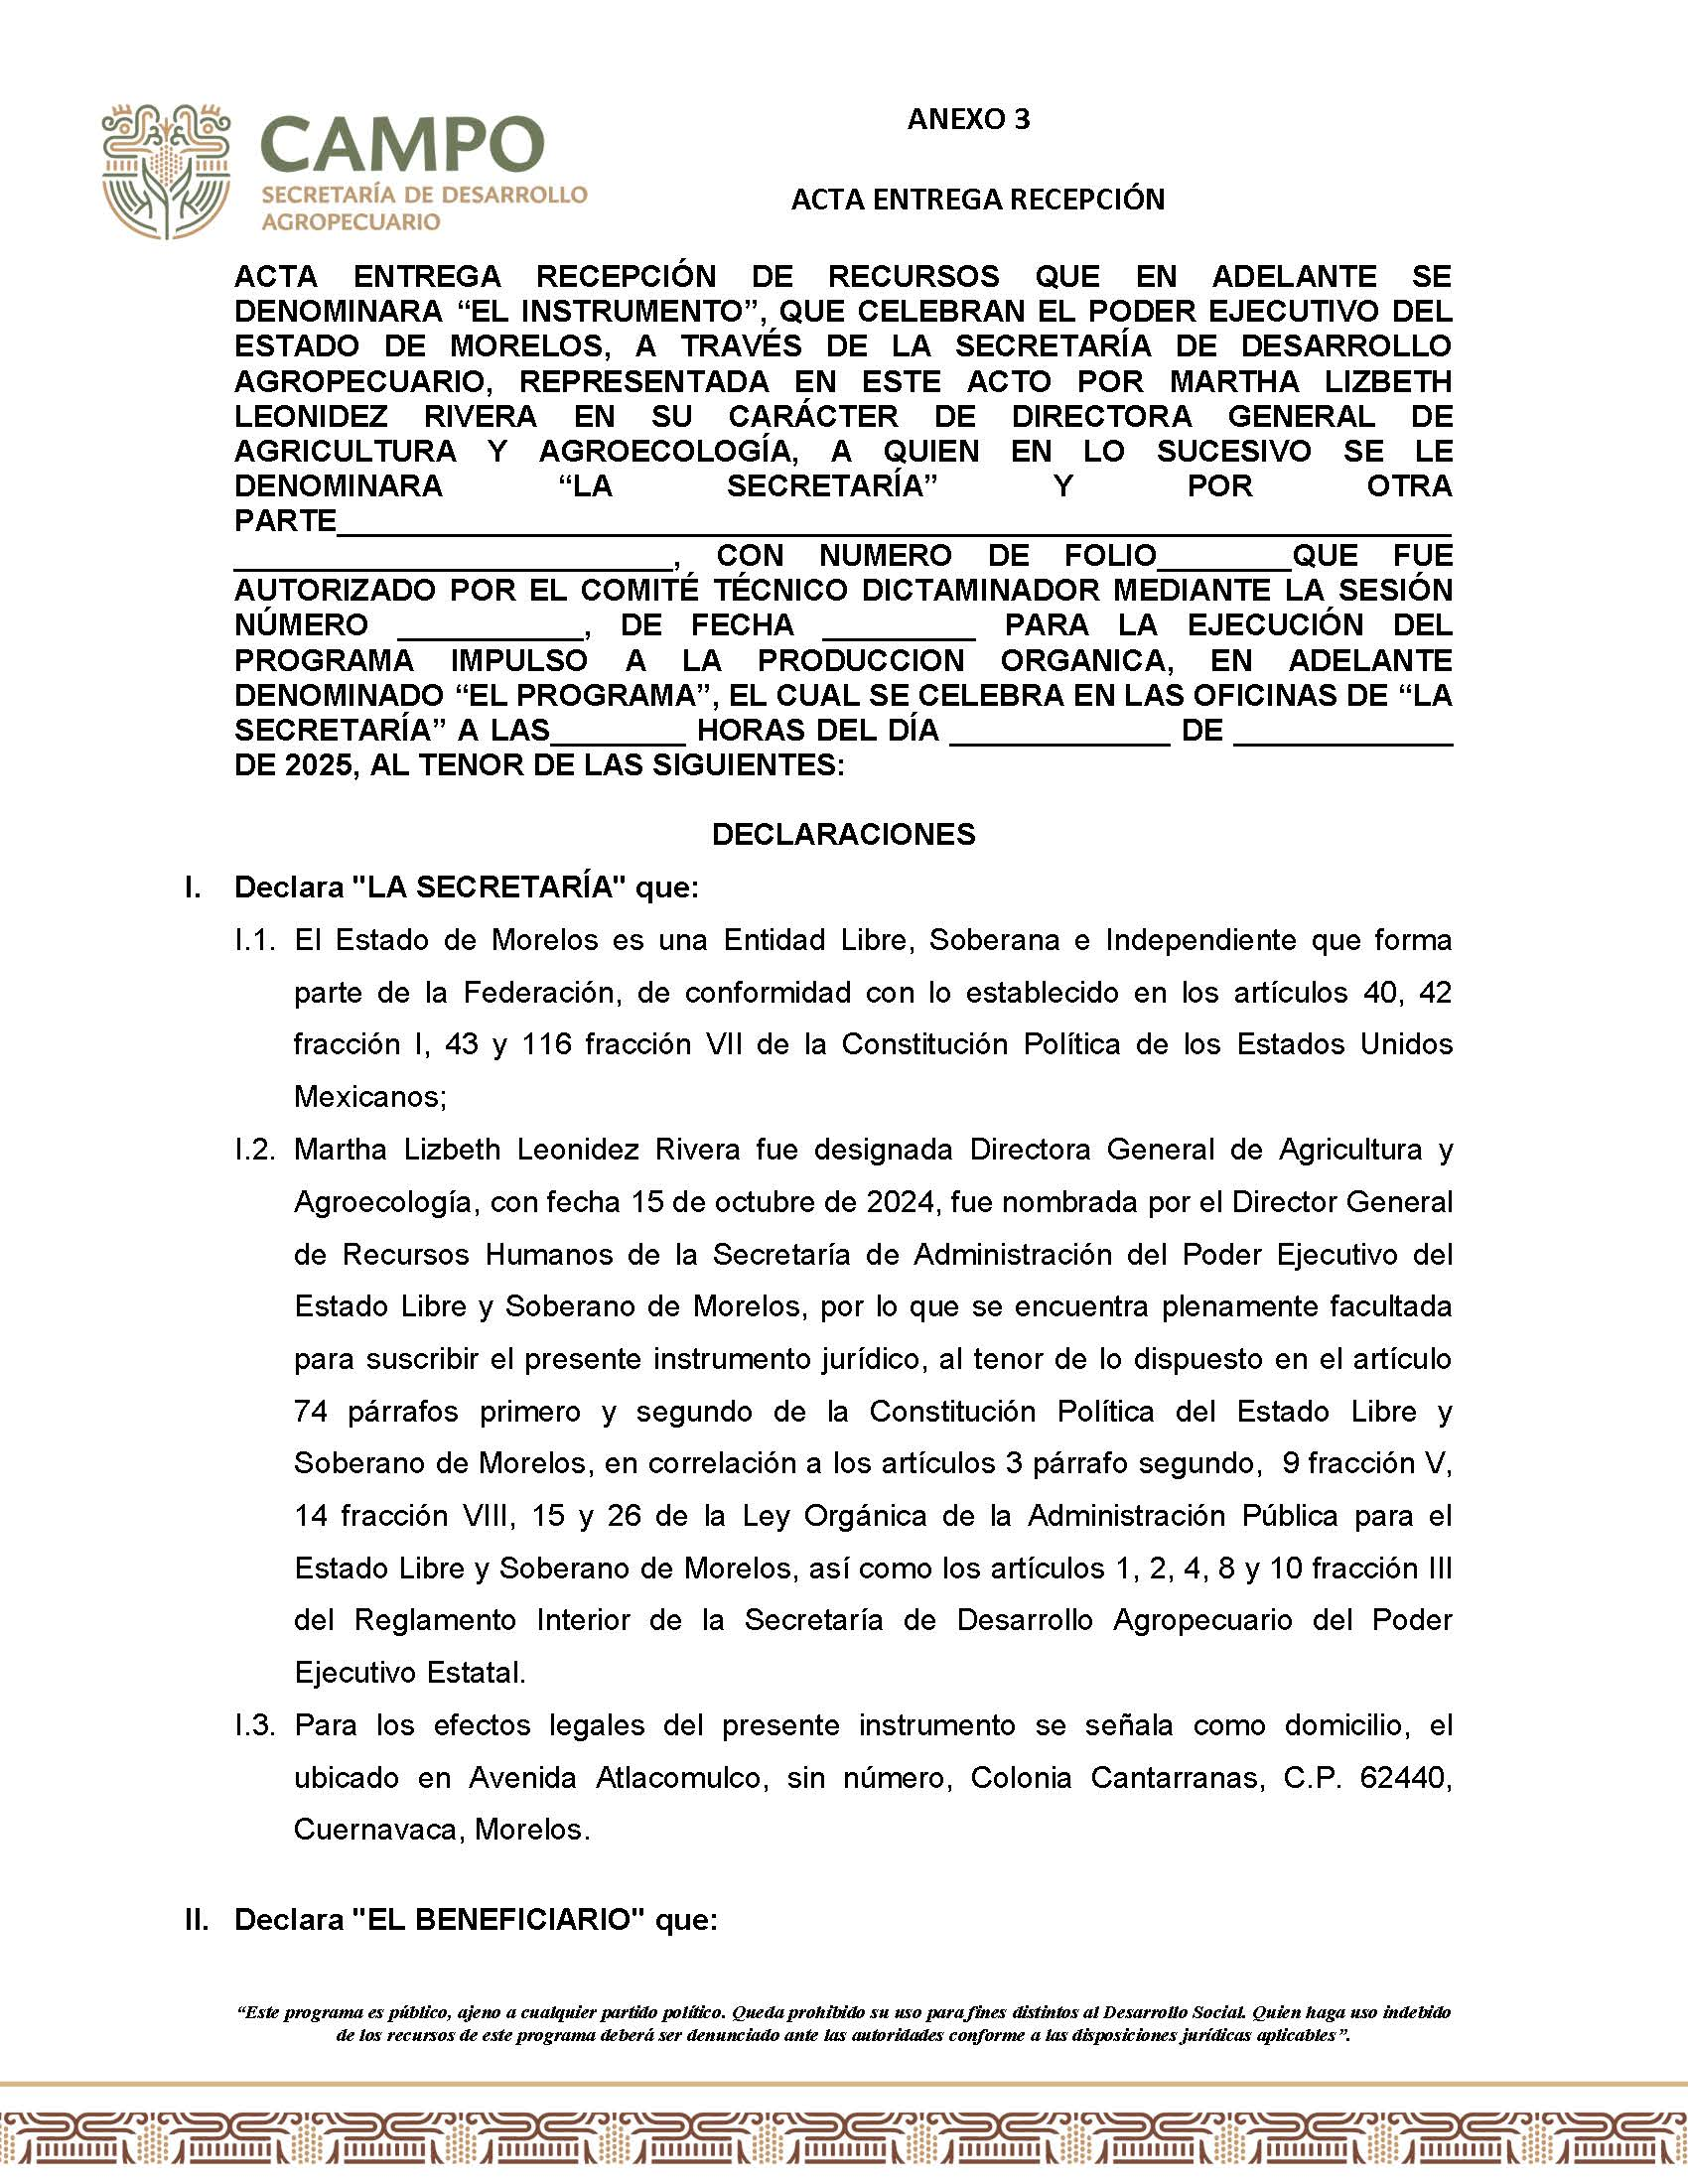 CAMPO
SECRETARÍA DE DESARROLLO
AGROPECUARIO
ANEXO 3
ACTA ENTREGA RECEPCIÓN
ACTA ENTREGA RECEPCIÓN DE RECURSOS QUE EN ADELANTE SE
DENOMINARA “EL INSTRUMENTO”, QUE CELEBRAN EL PODER EJECUTIVO DEL
ESTADO DE MORELOS, A TRAVÉS DE LA SECRETARÍA DE DESARROLLO
AGROPECUARIO, REPRESENTADA EN ESTE ACTO POR MARTHA LIZBETH
LEONIDEZ RIVERA EN SU CARÁCTER DE DIRECTORA GENERAL DE
AGRICULTURA Y AGROECOLOGÍA, A QUIEN EN LO SUCESIVO SE LE
DENOMINARA “LA SECRETARÍA” Y POR OTRA
PARTE__________________________________________________________________
__________________________, CON NUMERO DE FOLIO________QUE FUE
AUTORIZADO POR EL COMITÉ TÉCNICO DICTAMINADOR MEDIANTE LA SESIÓN
NÚMERO ___________, DE FECHA _________ PARA LA EJECUCIÓN DEL
PROGRAMA IMPULSO A LA PRODUCCION ORGANICA, EN ADELANTE
DENOMINADO “EL PROGRAMA”, EL CUAL SE CELEBRA EN LAS OFICINAS DE “LA
SECRETARÍA” A LAS________ HORAS DEL DÍA _____________ DE _____________
DE 2025, AL TENOR DE LAS SIGUIENTES:
DECLARACIONES
I. Declara "LA SECRETARÍA" que:
I.1. El Estado de Morelos es una Entidad Libre, Soberana e Independiente que forma
parte de la Federación, de conformidad con lo establecido en los artículos 40, 42
fracción I, 43 y 116 fracción VII de la Constitución Política de los Estados Unidos
Mexicanos;
I.2. Martha Lizbeth Leonidez Rivera fue designada Directora General de Agricultura y
Agroecología, con fecha 15 de octubre de 2024, fue nombrada por el Director General
de Recursos Humanos de la Secretaría de Administración del Poder Ejecutivo del
Estado Libre y Soberano de Morelos, por lo que se encuentra plenamente facultada
para suscribir el presente instrumento jurídico, al tenor de lo dispuesto en el artículo
74 párrafos primero y segundo de la Constitución Política del Estado Libre y
Soberano de Morelos, en correlación a los artículos 3 párrafo segundo, 9 fracción V,
14 fracción VIII, 15 y 26 de la Ley Orgánica de la Administración Pública para el
Estado Libre y Soberano de Morelos, así como los artículos 1, 2, 4, 8 y 10 fracción III
del Reglamento Interior de la Secretaría de Desarrollo Agropecuario del Poder
Ejecutivo Estatal.
I.3. Para los efectos legales del presente instrumento se señala como domicilio, el
ubicado en Avenida Atlacomulco, sin número, Colonia Cantarranas, C.P. 62440,
Cuernavaca, Morelos.
II. Declara "EL BENEFICIARIO" que:
“Este programa es público, ajeno a cualquier partido político. Queda prohibido su uso para fines distintos al Desarrollo Social. Quien haga uso indebido
de los recursos de este programa deberá ser denunciado ante las autoridades conforme a las disposiciones jurídicas aplicables”.